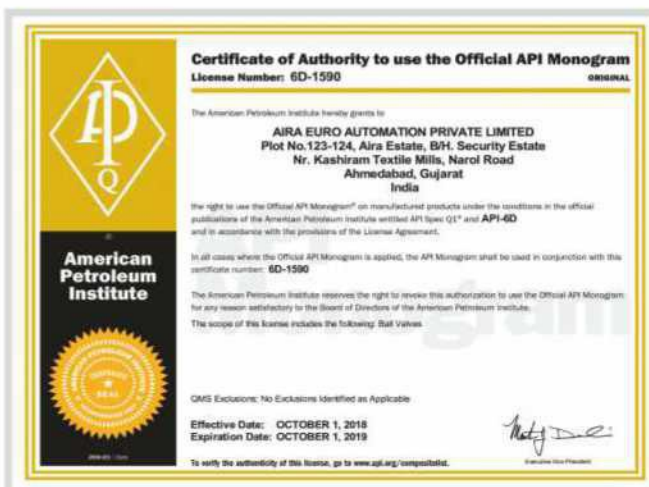 Certificate of Authority to use the Official API Monogram
License Number: 6D-1590
ORIGINAL
The American Petroleum Institute hereby grants to
AIRA EURO AUTOMATION PRIVATE LIMITED
Plot No.123-124, Aira Estate, B/H. Security Estate
Nr. Kashiram Textile Mills, Narol Road
Ahmedabad, Gujarat
India
the right to use the Official API Monogram® on manufactured products under the conditions in the official
publications of the American Petroleum Institute entitled API Spec Q1® and API-6D
and in accordance with the provisions of the License Agreement.
In all cases where the Official API Monogram is applied, the API Monogram shall be used in conjunction with this
certificate number: 6D-1590
The American Petroleum Institute reserves the right to revoke this authorization to use the Official API Monogram
for any reason satisfactory to the Board of Directors of the American Petroleum Institute.
The scope of this license includes the following: Ball Valves
QMS Exclusions: No Exclusions Identified as Applicable
Effective Date: OCTOBER 1, 2018
Expiration Date: OCTOBER 1, 2019
To verify the authenticity of this license, go to www.api.org/compositelist.
Executive Vice President
API
Q
American
Petroleum
Institute
AMERICAN PETROLEUM INSTITUTE
SEAL